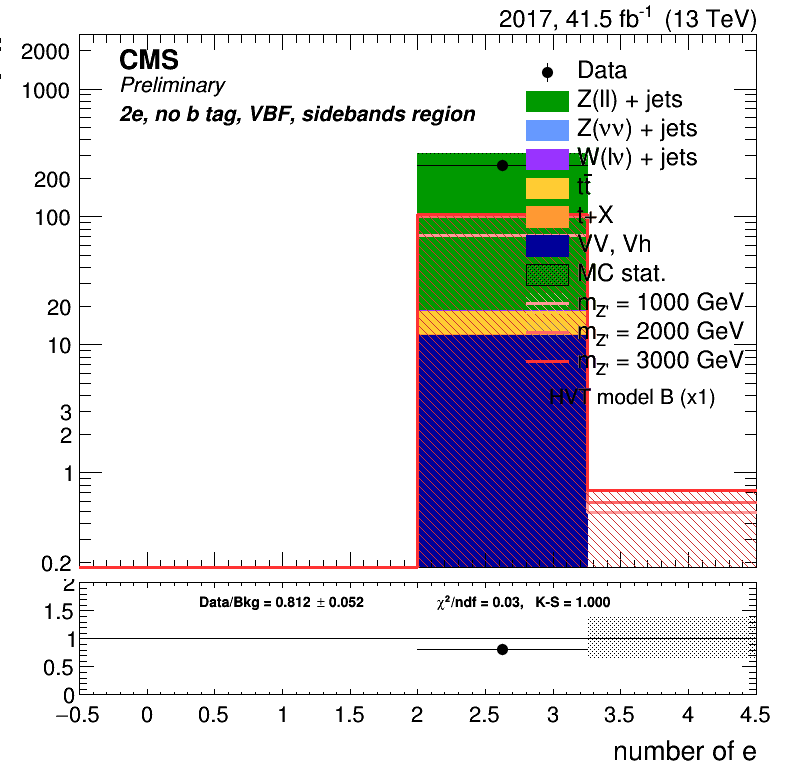 2017, 41.5 fb⁻¹ (13 TeV)
CMS
Preliminary
2e, no b tag, VBF, sidebands region
Data
Z(ll) + jets
Z(νν) + jets
W(lν) + jets
tt̅
t+X
VV, Vh
MC stat.
m_Z' = 1000 GeV
m_Z' = 2000 GeV
m_Z' = 3000 GeV
HVT model B (x1)
2000
1000
200
100
20
10
3
2
1
0.2
Data/Bkg = 0.812 ± 0.052
χ²/ndf = 0.03, K-S = 1.000
2
1.5
1
0.5
0
−0.5 0 0.5 1 1.5 2 2.5 3 3.5 4 4.5
number of e